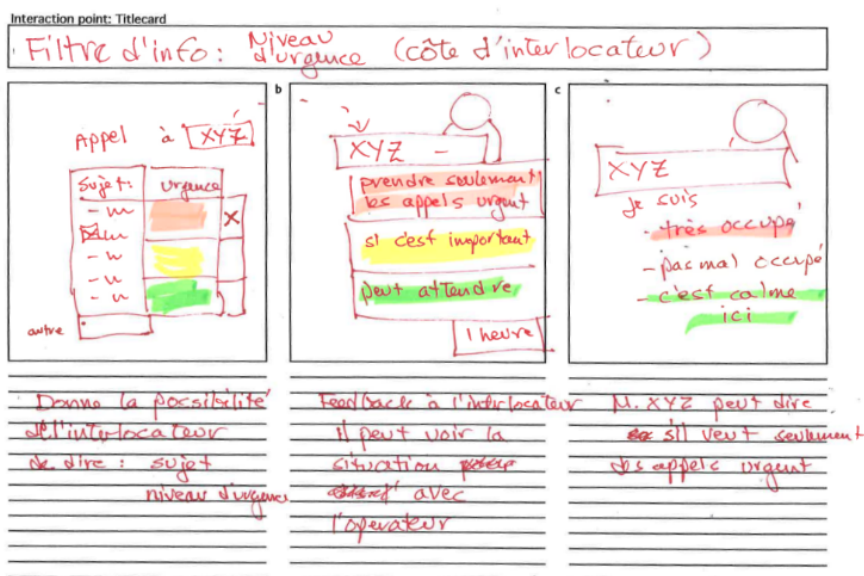 Interaction point: Titlecard
Filtre d'info: Niveau d'urgence (côte d'interlocateur)
b
c
Appel à XYZ
Sujet: urgence
X
autre
XYZ -
prendre seulement
les appels urgent
si c'est important
peut attendre
1 heure
XYZ
je suis
- très occupé
- pas mal occupé
- c'est calme
ici
Donne la possibilité
de l'interlocateur
de dire : sujet
niveau d'urgence
Feedback à l'interlocateur
il peut voir la
situation
avec
l'operateur
M. XYZ peut dire
s'il veut seulement
des appels urgent